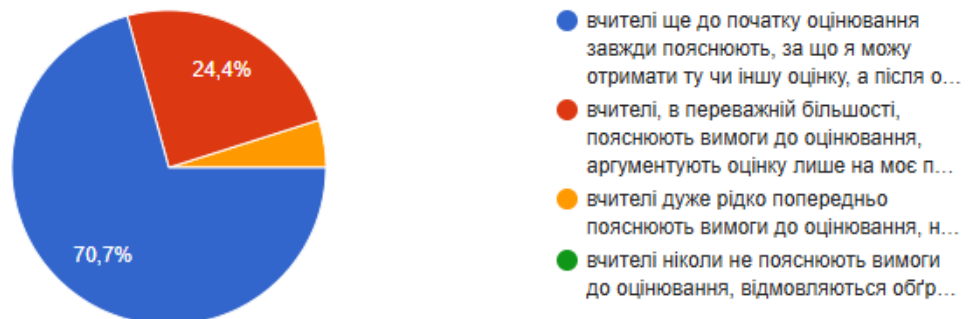 24,4%
70,7%
вчителі ще до початку оцінювання
завжди пояснюють, за що я можу
отримати ту чи іншу оцінку, а після о...
вчителі, в переважній більшості,
пояснюють вимоги до оцінювання,
аргументують оцінку лише на моє п...
вчителі дуже рідко попередньо
пояснюють вимоги до оцінювання, н...
вчителі ніколи не пояснюють вимоги
до оцінювання, відмовляються обґр...